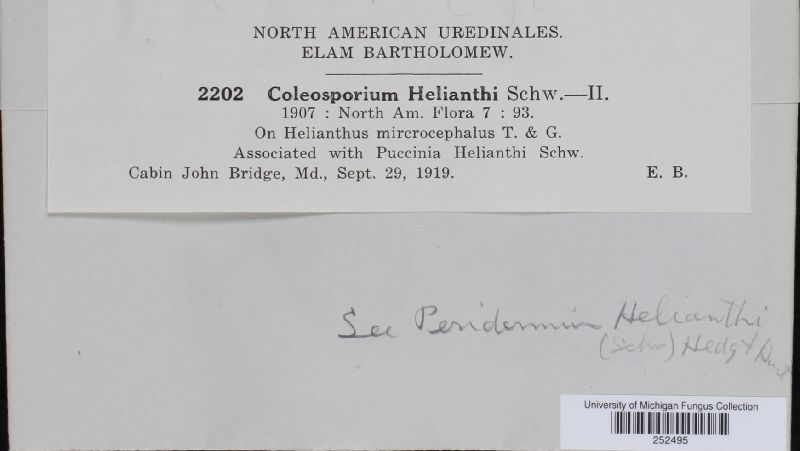 NORTH AMERICAN UREDINALES.
ELAM BARTHOLOMEW.
2202 Coleosporium Helianthi Schw.—II.
1907 : North Am. Flora 7 : 93.
On Helianthus mircrocephalus T. & G.
Associated with Puccinia Helianthi Schw.
Cabin John Bridge, Md., Sept. 29, 1919. E. B.
See Peridermium Helianthi
(Schw) Hedg &
University of Michigan Fungus Collection
252495